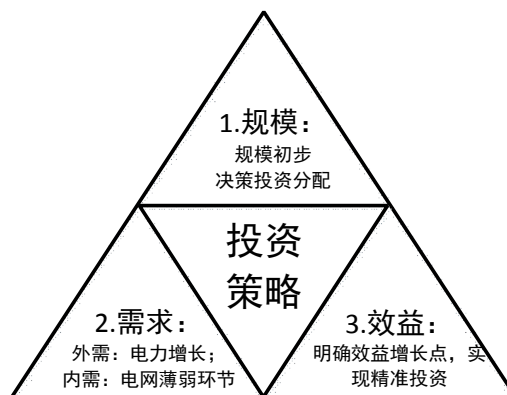 1.规模：
规模初步
决策投资分配
投资
策略
2.需求：
外需：电力增长；
内需：电网薄弱环节
3.效益：
明确效益增长点，实
现精准投资